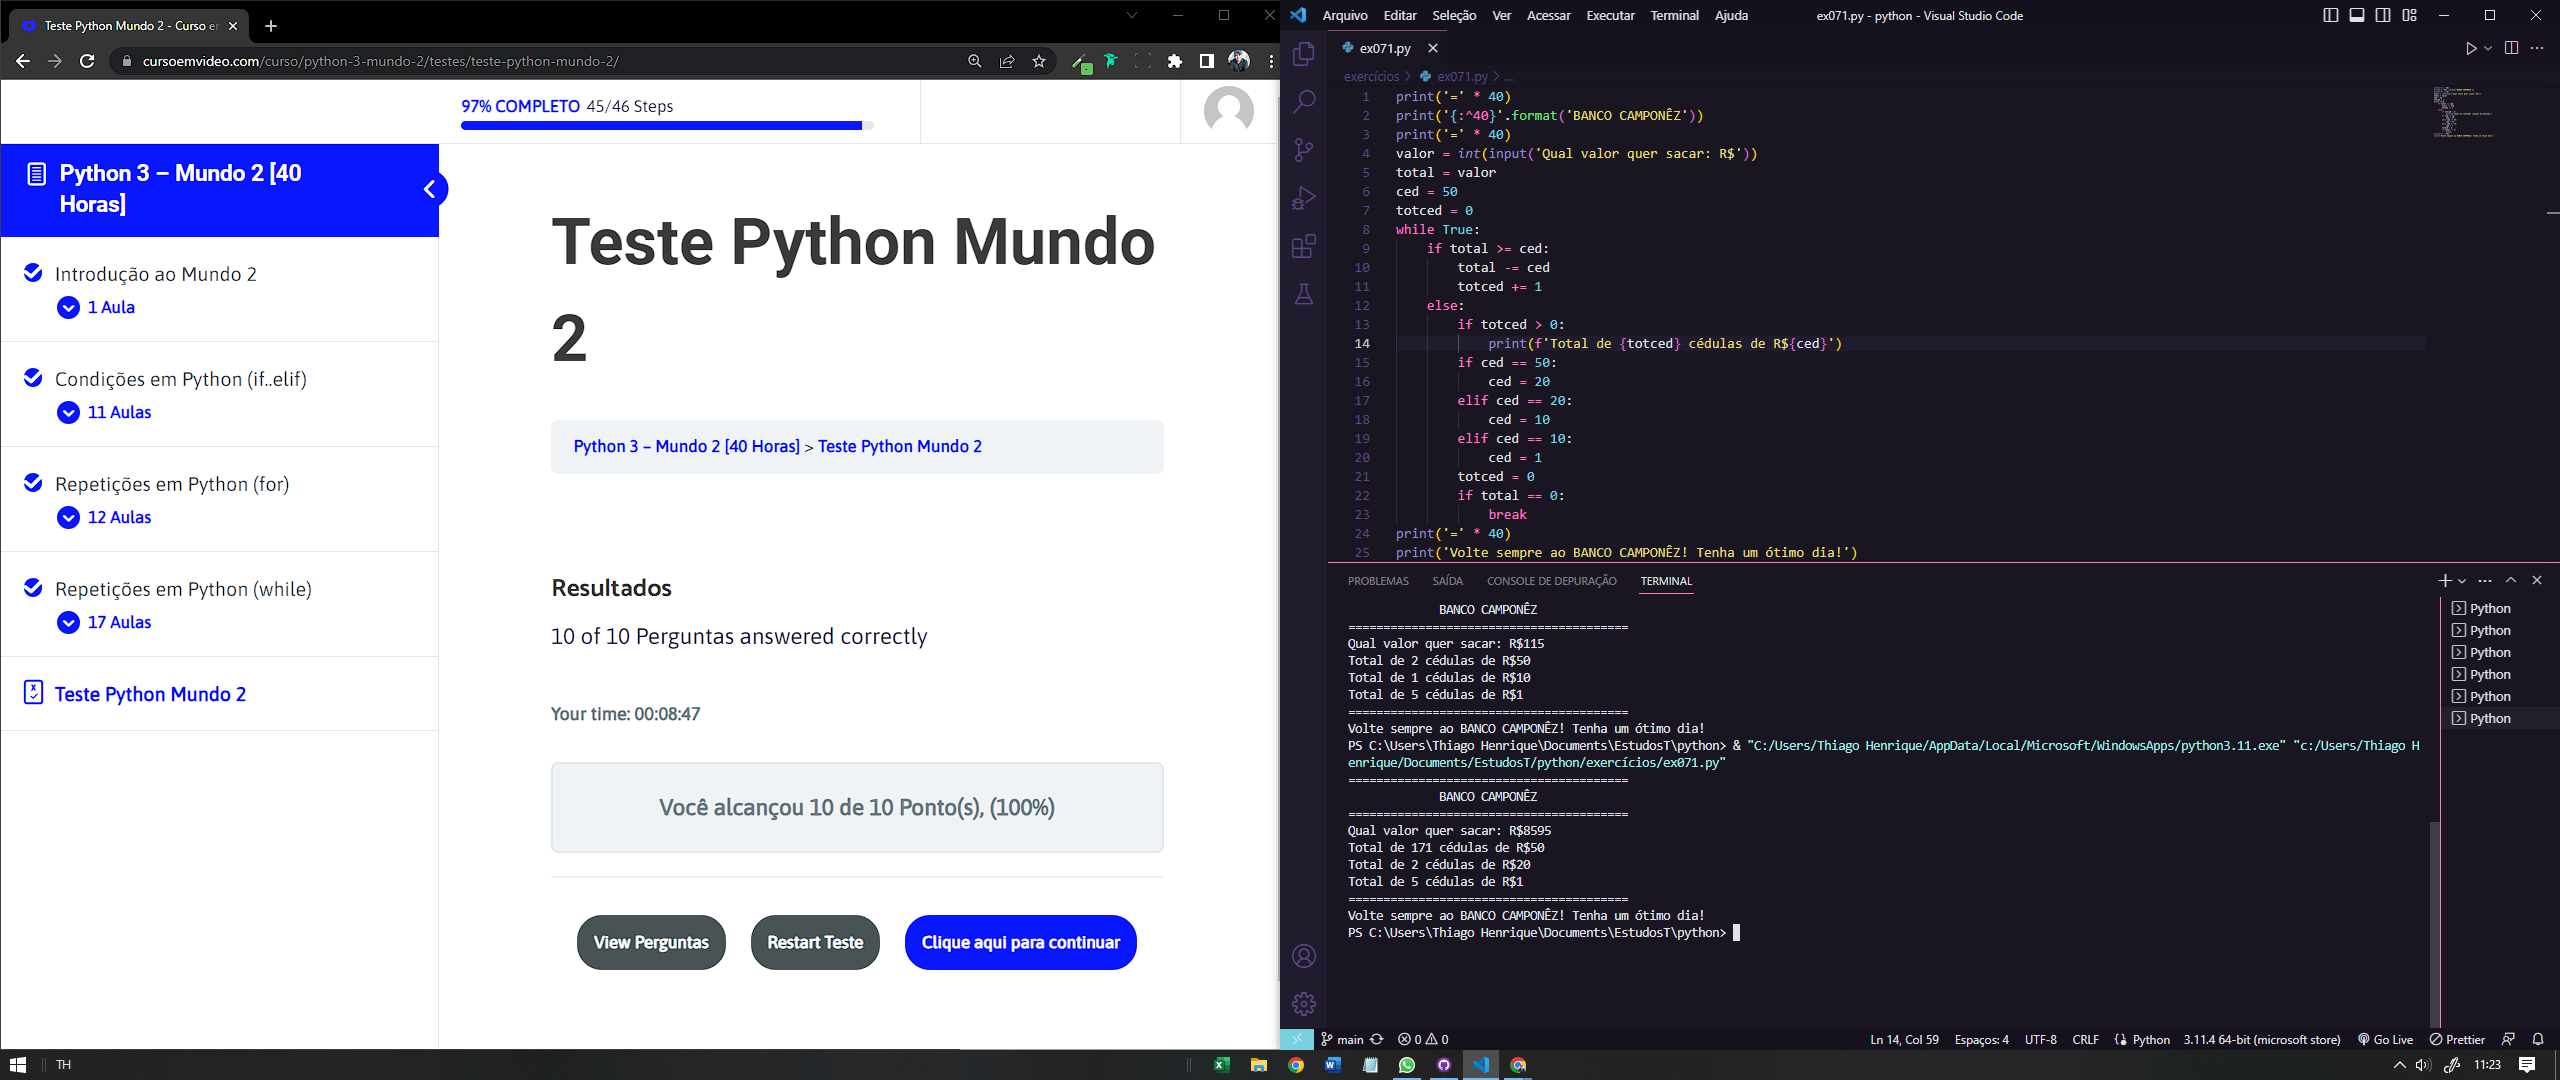 Teste Python Mundo 2 - Curso en
cursoemvideo.com/curso/python-3-mundo-2/testes/teste-python-mundo-2/
97% COMPLETO 45/46 Steps
Python 3 – Mundo 2 [40
Horas]
Introdução ao Mundo 2
1 Aula
Condições em Python (if..elif)
11 Aulas
Repetições em Python (for)
12 Aulas
Repetições em Python (while)
17 Aulas
Teste Python Mundo 2
Teste Python Mundo
2
Python 3 – Mundo 2 [40 Horas] > Teste Python Mundo 2
Resultados
10 of 10 Perguntas answered correctly
Your time: 00:08:47
Você alcançou 10 de 10 Ponto(s), (100%)
View Perguntas
Restart Teste
Clique aqui para continuar
Arquivo Editar Seleção Ver Acessar Executar Terminal Ajuda
ex071.py - python - Visual Studio Code
ex071.py
exercícios > ex071.py > ...
1 print('=' * 40)
2 print('{:^40}'.format('BANCO CAMPONÊZ'))
3 print('=' * 40)
4 valor = int(input('Qual valor quer sacar: R$'))
5 total = valor
6 ced = 50
7 totced = 0
8 while True:
9 if total >= ced:
10 total -= ced
11 totced += 1
12 else:
13 if totced > 0:
14 print(f'Total de {totced} cédulas de R${ced}')
15 if ced == 50:
16 ced = 20
17 elif ced == 20:
18 ced = 10
19 elif ced == 10:
20 ced = 1
21 totced = 0
22 if total == 0:
23 break
24 print('=' * 40)
25 print('Volte sempre ao BANCO CAMPONÊZ! Tenha um ótimo dia!')
PROBLEMAS SAÍDA CONSOLE DE DEPURAÇÃO TERMINAL
BANCO CAMPONÊZ
========================================
Qual valor quer sacar: R$115
Total de 2 cédulas de R$50
Total de 1 cédulas de R$10
Total de 5 cédulas de R$1
========================================
Volte sempre ao BANCO CAMPONÊZ! Tenha um ótimo dia!
PS C:\Users\Thiago Henrique\Documents\EstudosT\python> & "C:/Users/Thiago Henrique/AppData/Local/Microsoft/WindowsApps/python3.11.exe" "c:/Users/Thiago H
enrique/Documents/EstudosT/python/exercícios/ex071.py"
========================================
BANCO CAMPONÊZ
========================================
Qual valor quer sacar: R$8595
Total de 171 cédulas de R$50
Total de 2 cédulas de R$20
Total de 5 cédulas de R$1
========================================
Volte sempre ao BANCO CAMPONÊZ! Tenha um ótimo dia!
PS C:\Users\Thiago Henrique\Documents\EstudosT\python>
Python
Python
Python
Python
Python
Python
main 0 0
Ln 14, Col 59 Espaços: 4 UTF-8 CRLF Python 3.11.4 64-bit (microsoft store) Go Live Prettier
TH
11:23